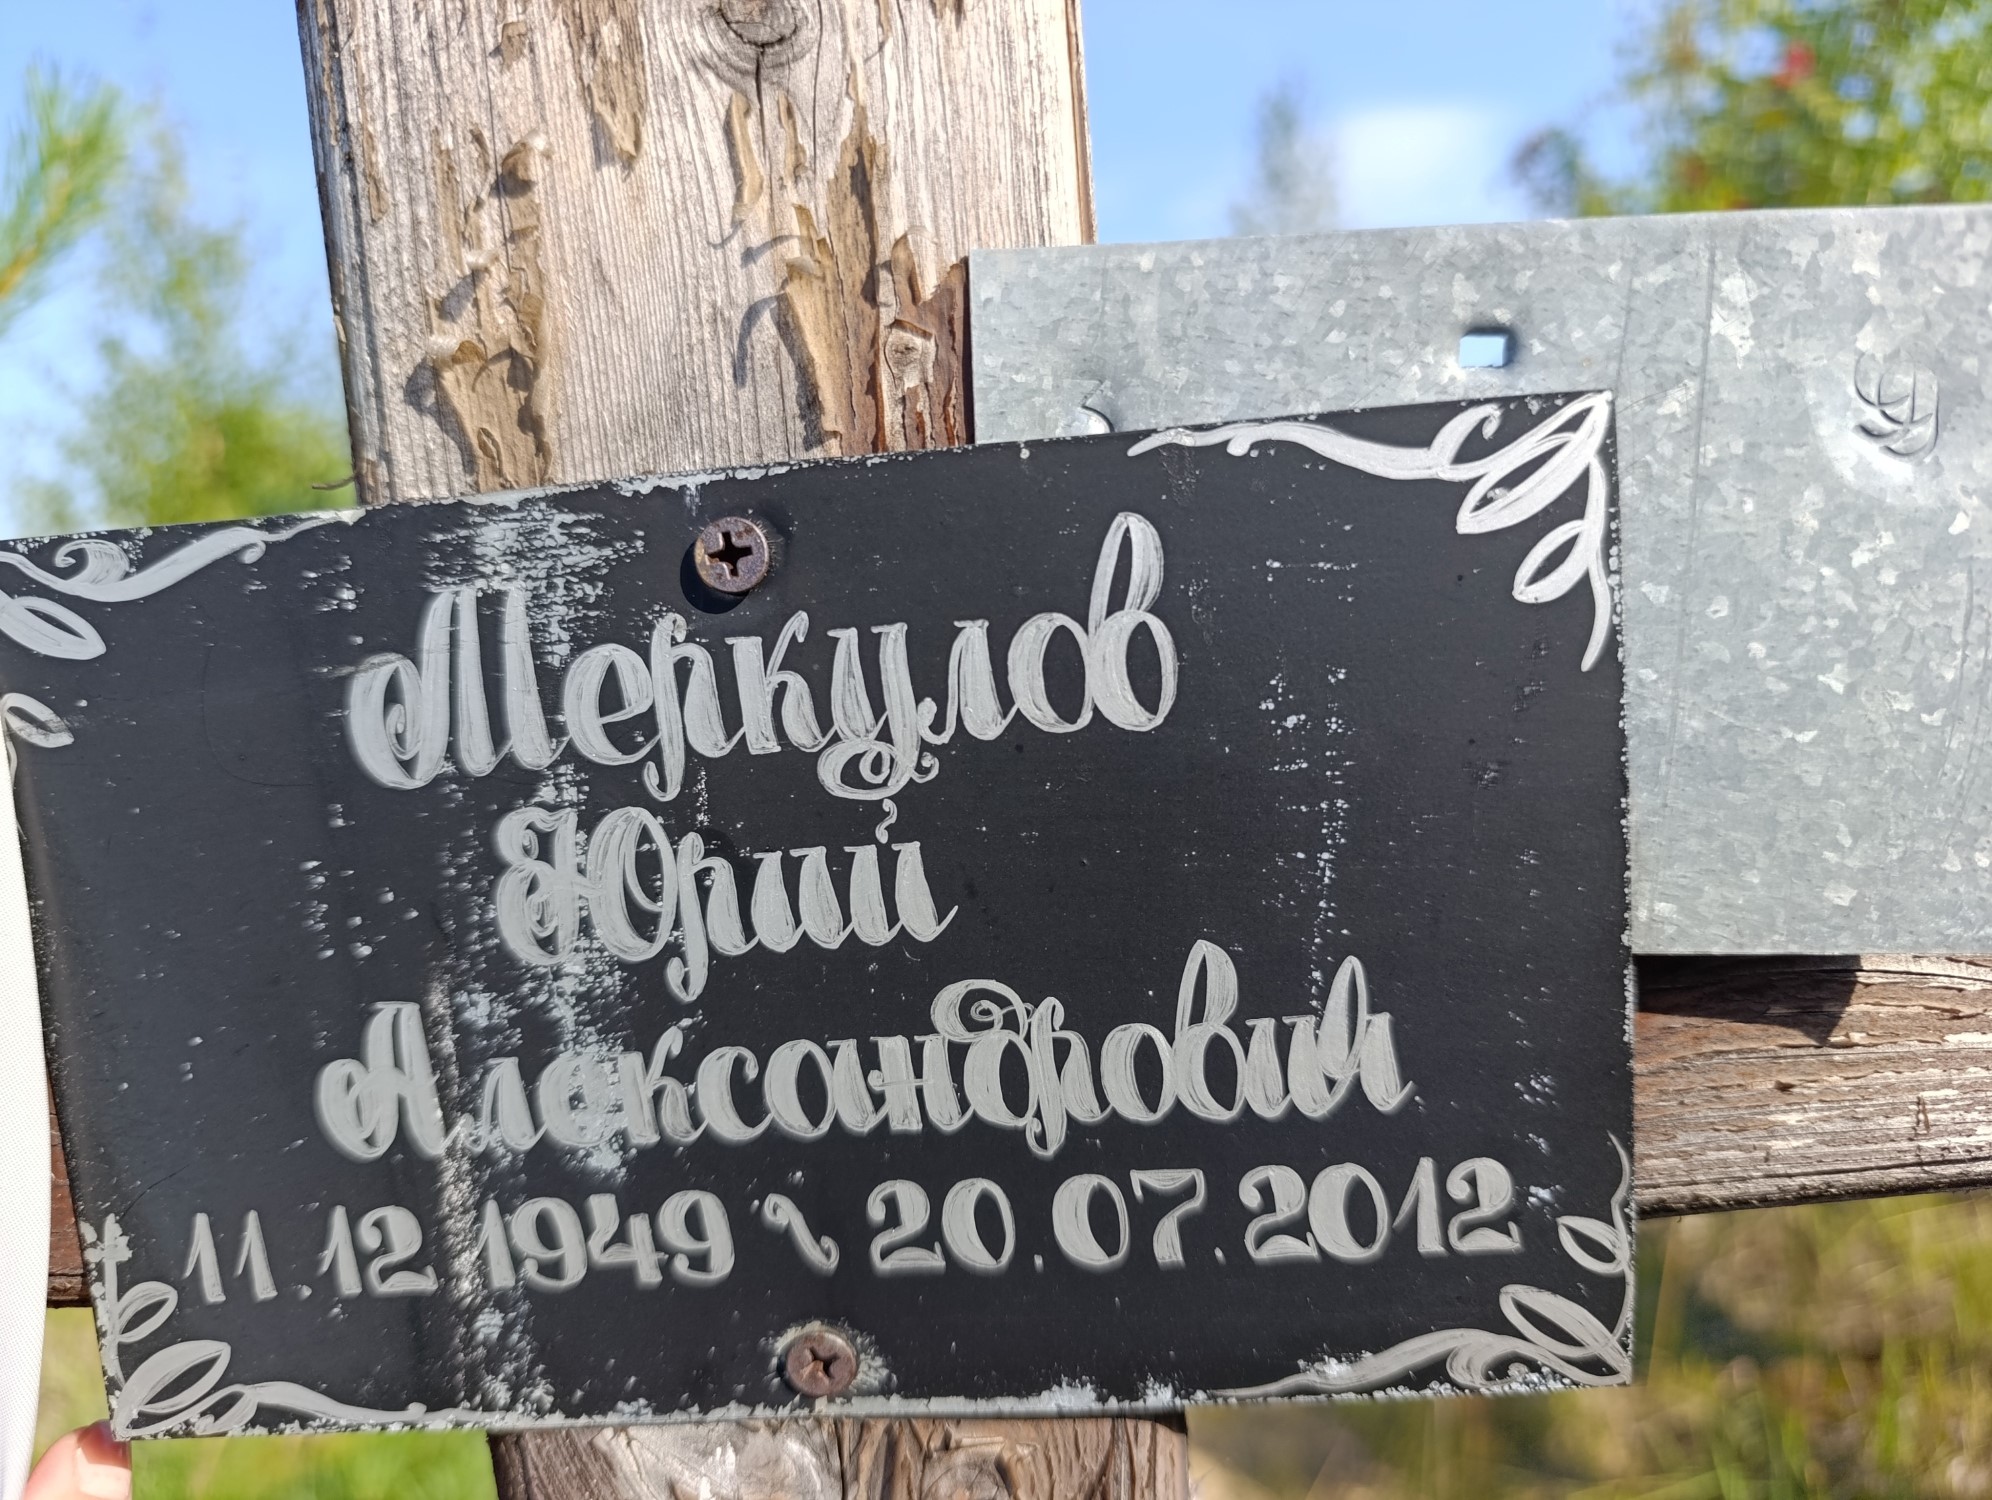 Меркулов
Юрий
Александрович
11.12 1949 ~ 20.07.2012